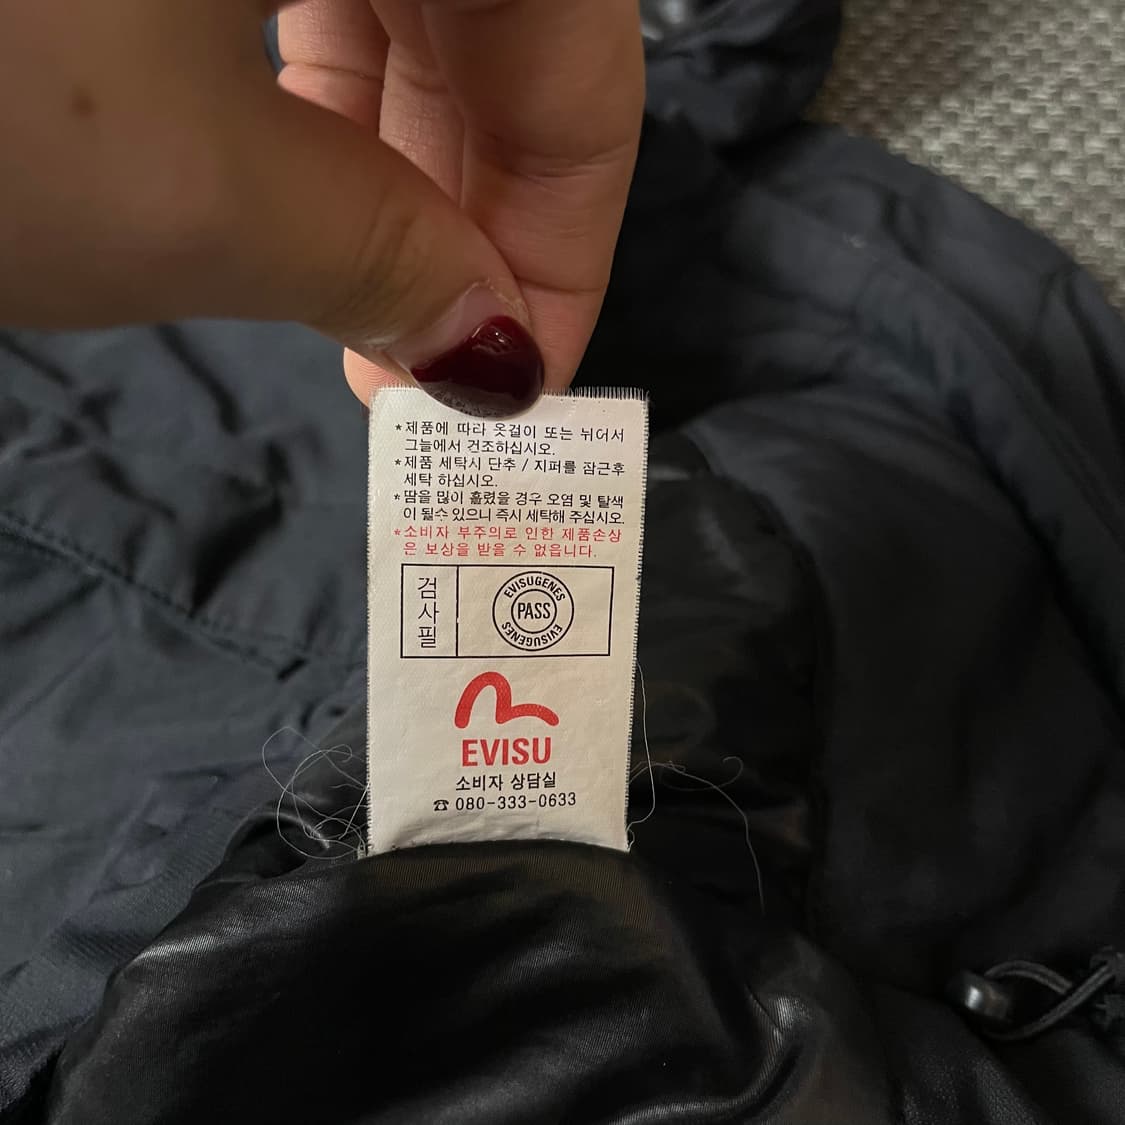 *제품에 따라 옷걸이 또는 뉘어서
그늘에서 건조하십시오.
*제품 세탁시 단추 / 지퍼를 잠근후
세탁 하십시오.
*땀을 많이 흘렸을 경우 오염 및 탈색
이 될수 있으니 즉시 세탁해 주십시오.
*소비자 부주의로 인한 제품손상
은 보상을 받을 수 없읍니다.
검사필
EVISUGENES
PASS
EVISUGENES
EVISU
소비자 상담실
☎ 080-333-0633